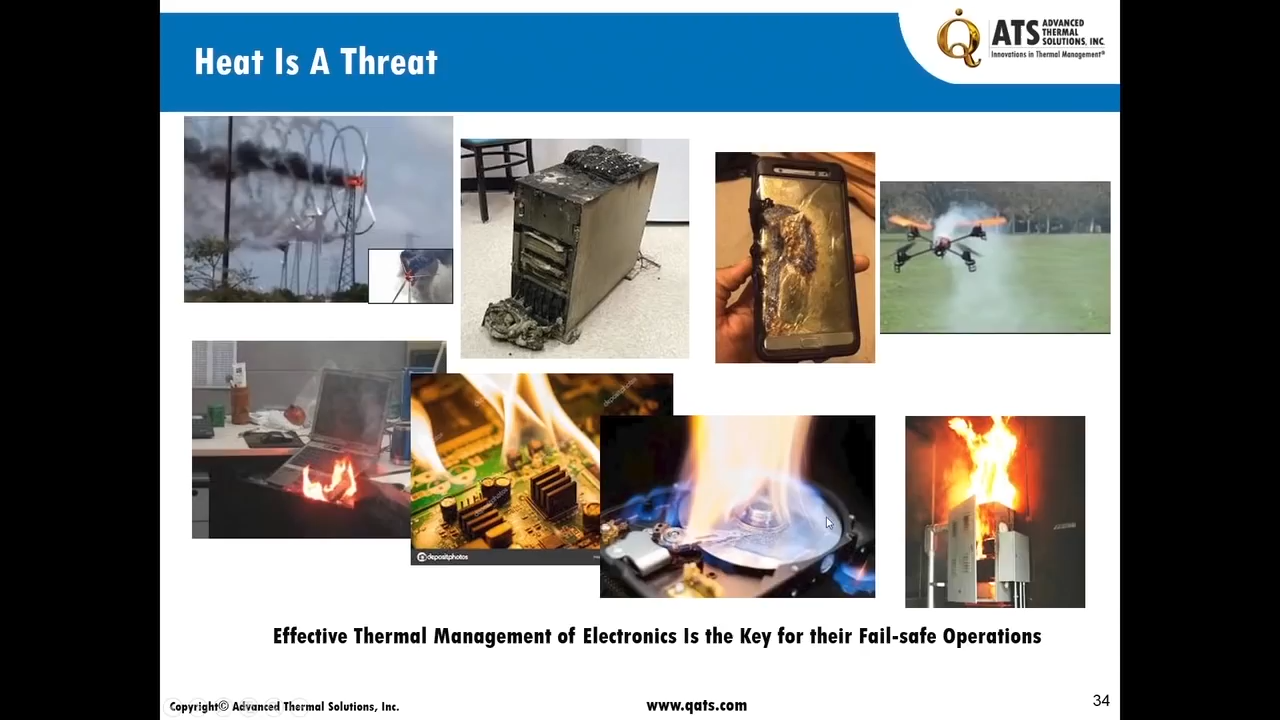 Heat Is A Threat
Q ATS ADVANCED
THERMAL
SOLUTIONS, INC.
Innovations in Thermal Management®
depositphotos
Effective Thermal Management of Electronics Is the Key for their Fail-safe Operations
Copyright© Advanced Thermal Solutions, Inc.
www.qats.com
34